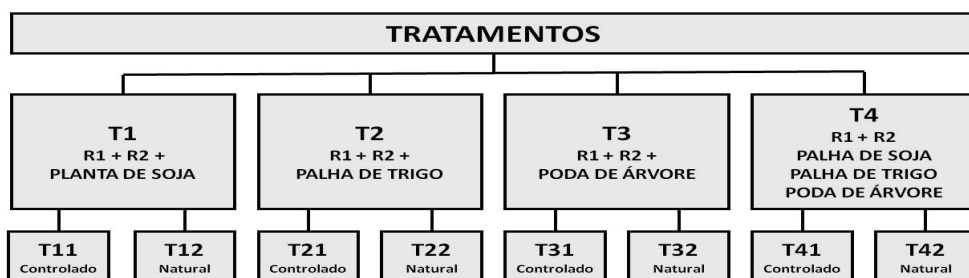 TRATAMENTOS
T1
R1 + R2 +
PLANTA DE SOJA
T2
R1 + R2 +
PALHA DE TRIGO
T3
R1 + R2 +
PODA DE ÁRVORE
T4
R1 + R2
PALHA DE SOJA
PALHA DE TRIGO
PODA DE ÁRVORE
T11
Controlado
T12
Natural
T21
Controlado
T22
Natural
T31
Controlado
T32
Natural
T41
Controlado
T42
Natural